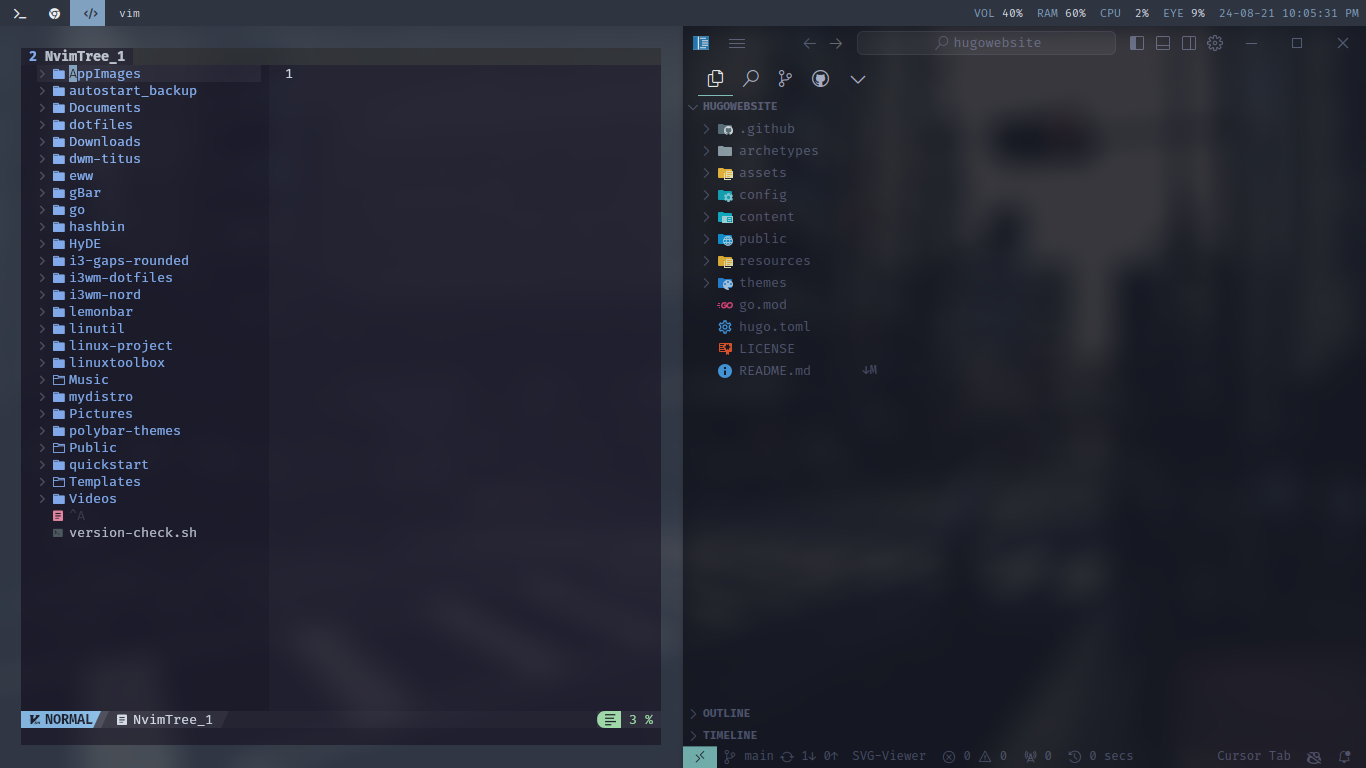 vim
VOL 40% RAM 60% CPU 2% EYE 9% 24-08-21 10:05:31 PM
2 NvimTree_1
AppImages
autostart_backup
Documents
dotfiles
Downloads
dwm-titus
eww
gBar
go
hashbin
HyDE
i3-gaps-rounded
i3wm-dotfiles
i3wm-nord
lemonbar
linutil
linux-project
linuxtoolbox
Music
mydistro
Pictures
polybar-themes
Public
quickstart
Templates
Videos
^A
version-check.sh
1
NORMAL NvimTree_1 3 %
hugowebsite
HUGOWEBSITE
.github
archetypes
assets
config
content
public
resources
themes
GO go.mod
hugo.toml
LICENSE
README.md ↓M
OUTLINE
TIMELINE
main 1↓ 0↑ SVG-Viewer 0 0 0 0 secs Cursor Tab